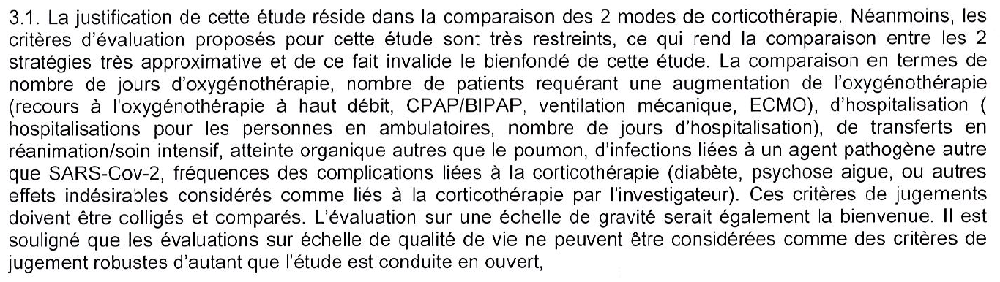 3.1. La justification de cette étude réside dans la comparaison des 2 modes de corticothérapie. Néanmoins, les
critères d'évaluation proposés pour cette étude sont très restreints, ce qui rend la comparaison entre les 2
stratégies très approximative et de ce fait invalide le bienfondé de cette étude. La comparaison en termes de
nombre de jours d'oxygénothérapie, nombre de patients requérant une augmentation de l'oxygénothérapie
(recours à l'oxygénothérapie à haut débit, CPAP/BIPAP, ventilation mécanique, ECMO), d'hospitalisation (
hospitalisations pour les personnes en ambulatoires, nombre de jours d'hospitalisation), de transferts en
réanimation/soin intensif, atteinte organique autres que le poumon, d'infections liées à un agent pathogène autre
que SARS-Cov-2, fréquences des complications liées à la corticothérapie (diabète, psychose aigue, ou autres
effets indésirables considérés comme liés à la corticothérapie par l'investigateur). Ces critères de jugements
doivent être colligés et comparés. L'évaluation sur une échelle de gravité serait également la bienvenue. Il est
souligné que les évaluations sur échelle de qualité de vie ne peuvent être considérées comme des critères de
jugement robustes d'autant que l'étude est conduite en ouvert,